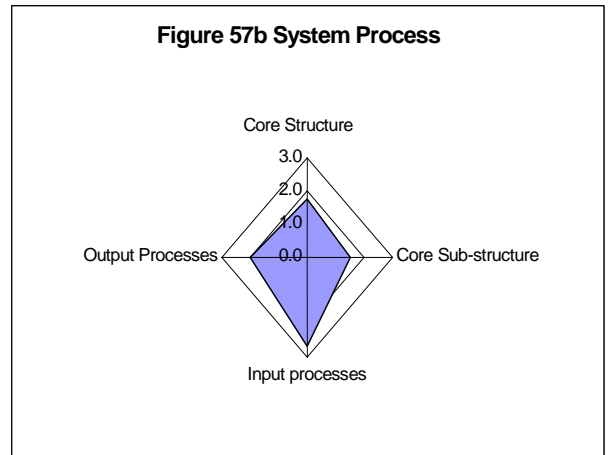 Figure 57b System Process
Core Structure
3.0
2.0
1.0
Output Processes
0.0
Core Sub-structure
Input processes